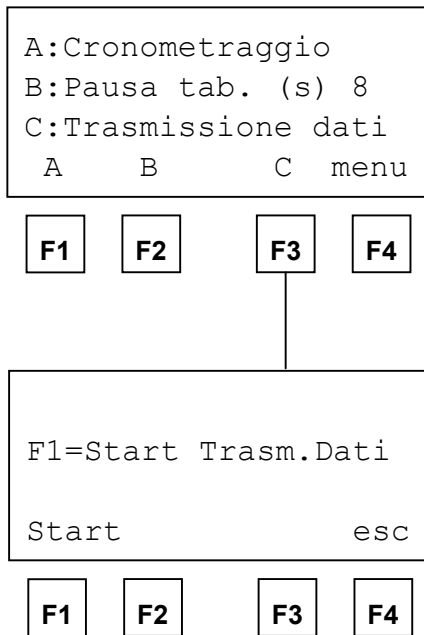 A:Cronometraggio
B:Pausa tab. (s) 8
C:Trasmissione dati
A B C menu
F1 F2 F3 F4
F1=Start Trasm.Dati
Start esc
F1 F2 F3 F4